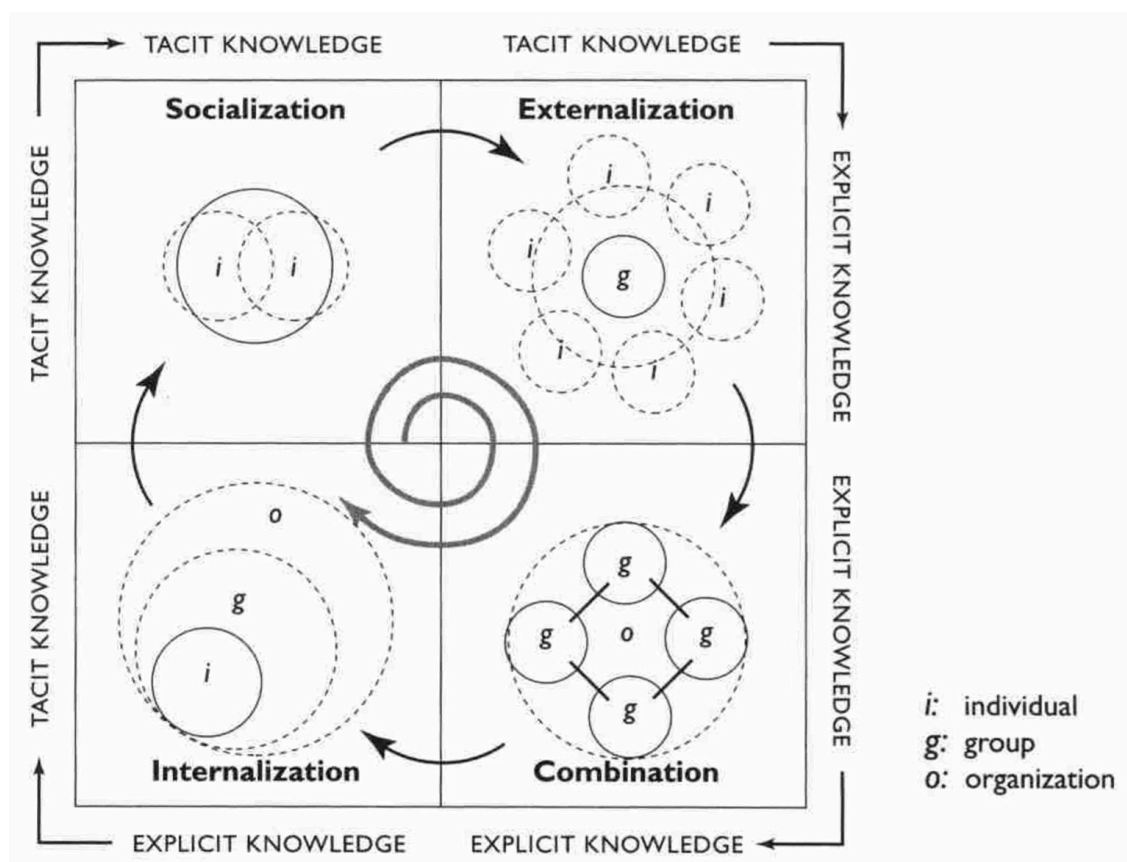 TACIT KNOWLEDGE
TACIT KNOWLEDGE
Socialization
Externalization
TACIT KNOWLEDGE
EXPLICIT KNOWLEDGE
i
i
i
i
i
g
i
i
i
i
TACIT KNOWLEDGE
EXPLICIT KNOWLEDGE
o
g
i
g
g
o
g
g
Internalization
Combination
EXPLICIT KNOWLEDGE
EXPLICIT KNOWLEDGE
i: individual
g: group
o: organization